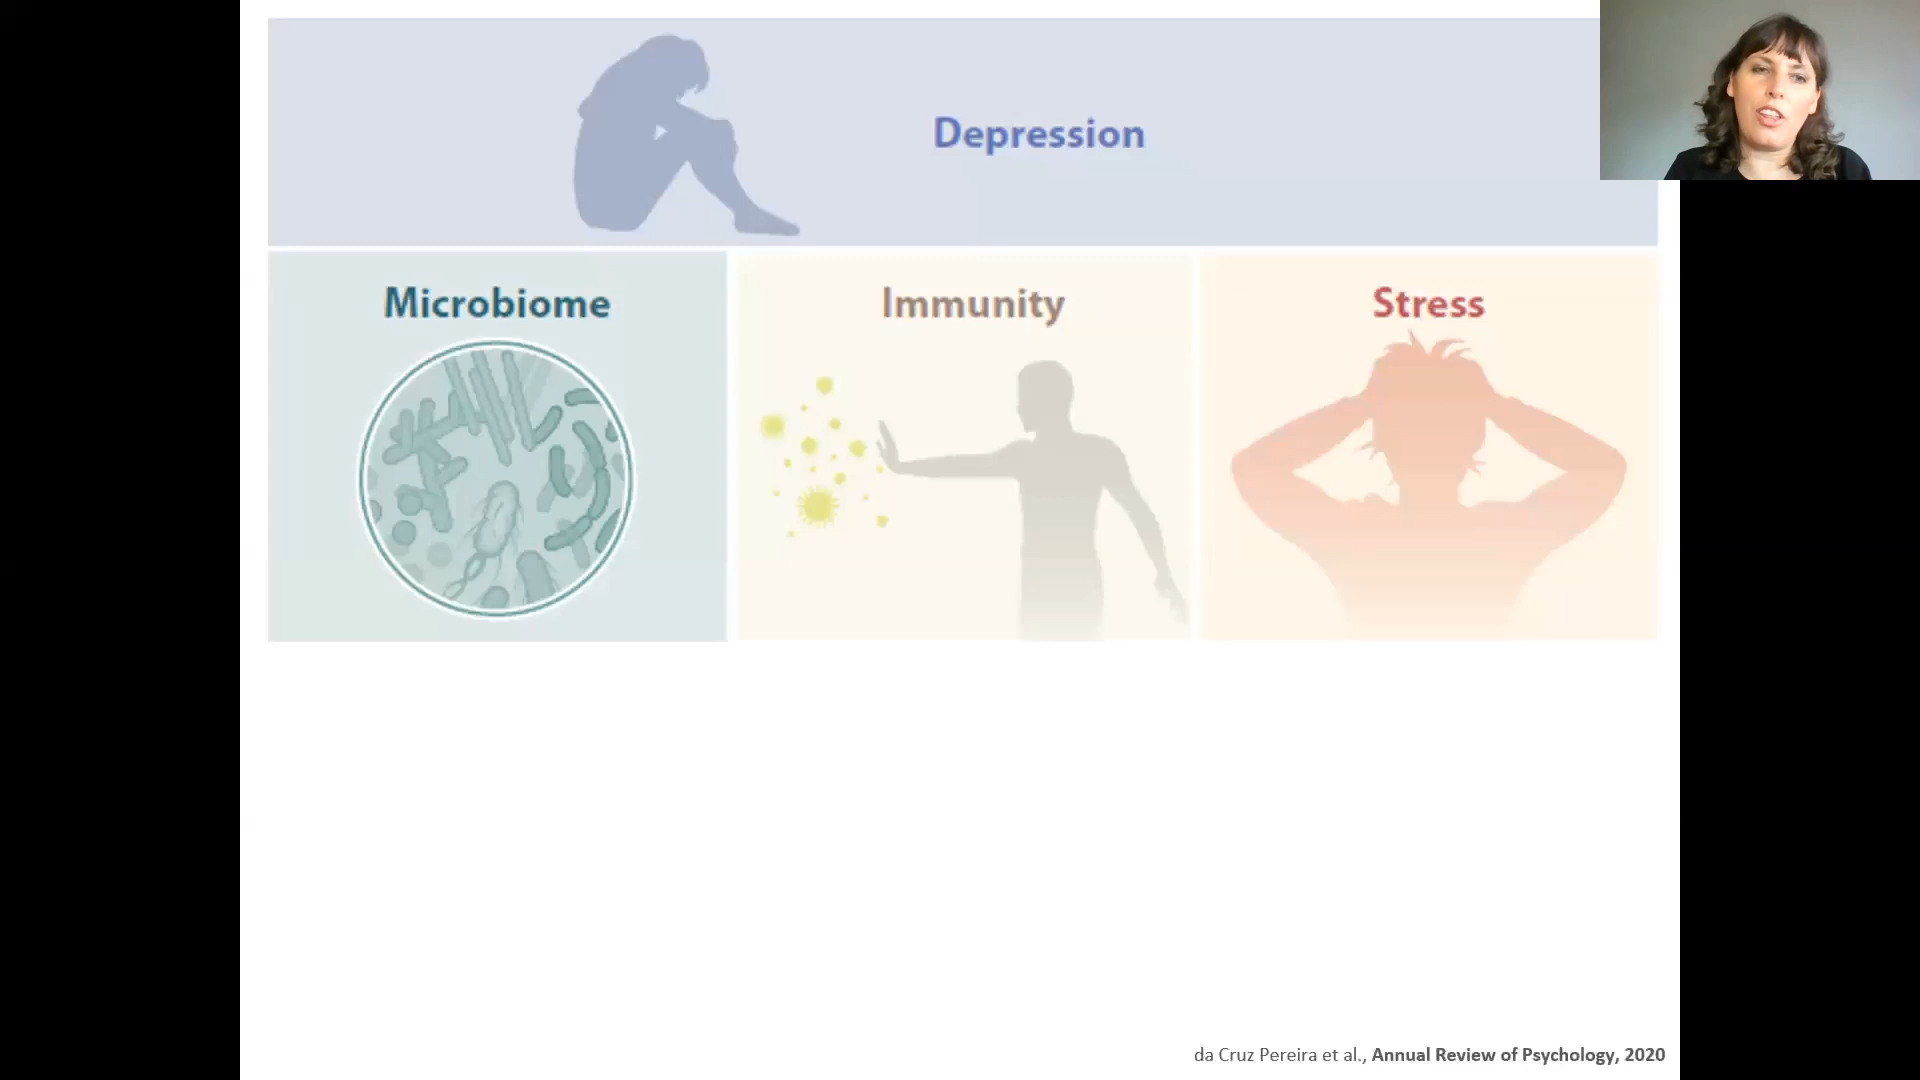 Depression
Microbiome
Immunity
Stress
da Cruz Pereira et al., Annual Review of Psychology, 2020